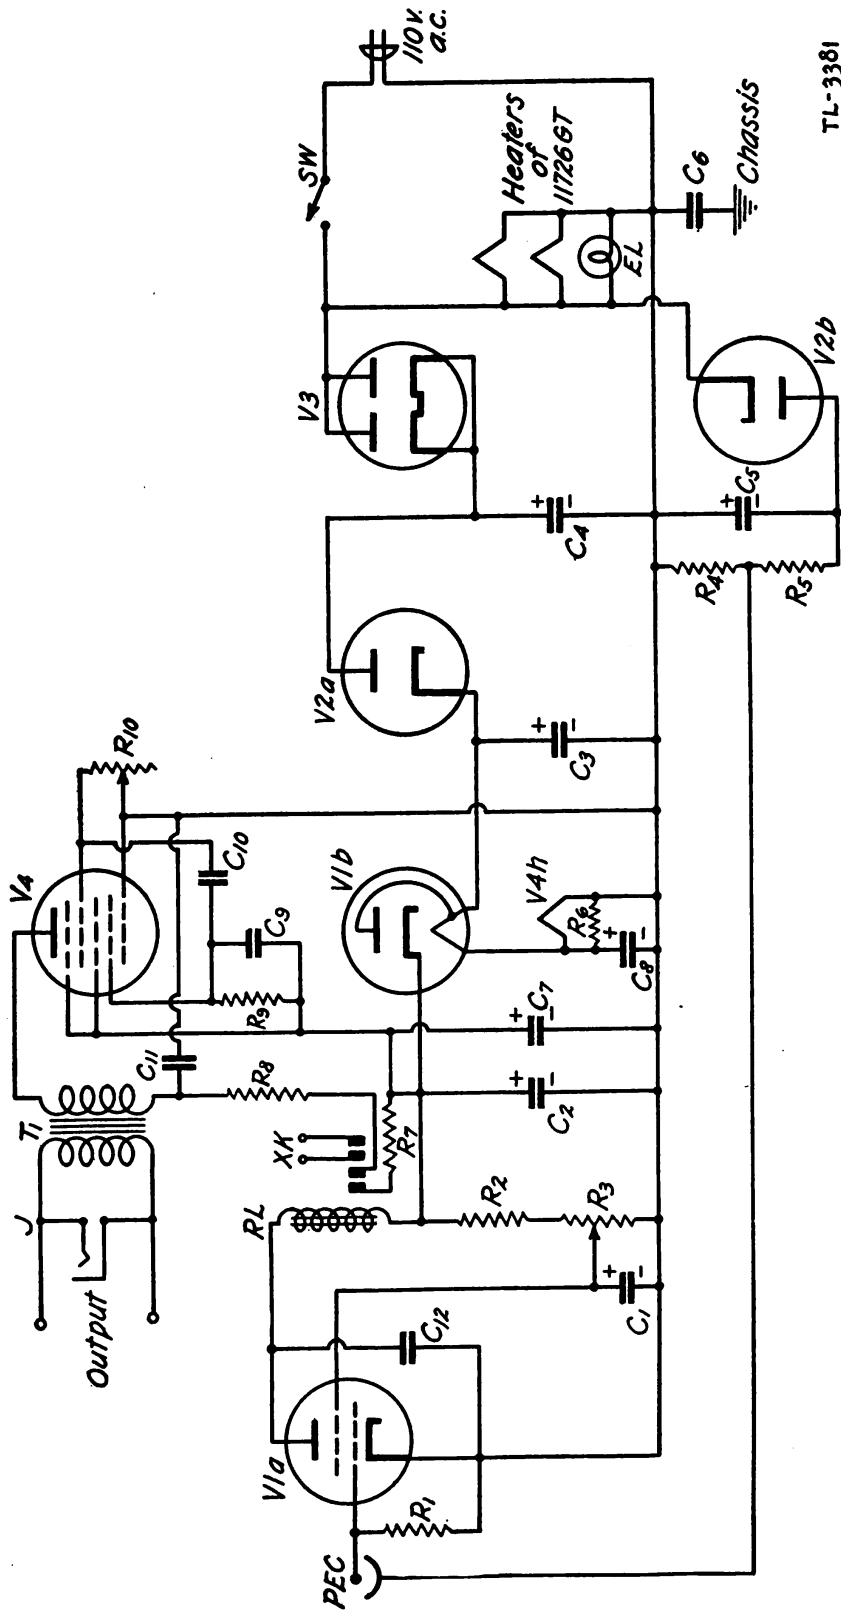 J
Output
T1
V4
R10
C11
C10
C9
R9
R8
XK
RL
R7
V1a
C12
PEC
R1
R2
R3
C1
+
-
C2
+
-
C7
+
-
V1b
V4h
R6
C8
+
-
V2a
C3
+
-
V3
C4
+
-
SW
110V.
a.c.
Heaters
of
117Z6GT
EL
C6
Chassis
V2b
C5
+
-
R4
R5
TL-3381